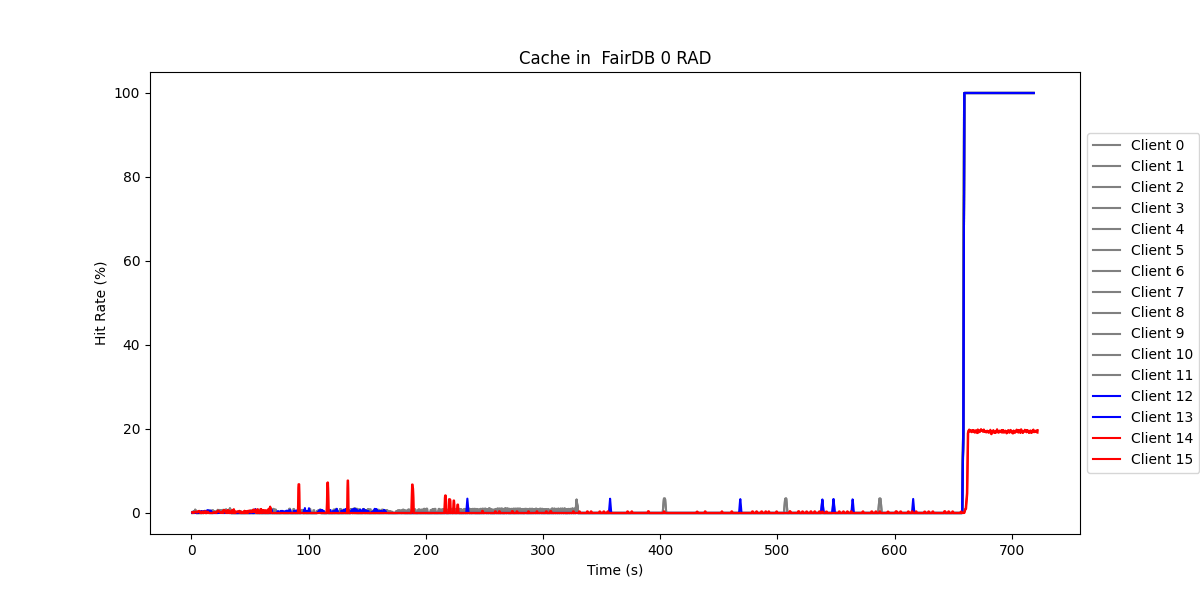 Cache in  FairDB 0 RAD
Hit Rate (%)
100
80
60
40
20
0
0 100 200 300 400 500 600 700
Time (s)
Client 0
Client 1
Client 2
Client 3
Client 4
Client 5
Client 6
Client 7
Client 8
Client 9
Client 10
Client 11
Client 12
Client 13
Client 14
Client 15